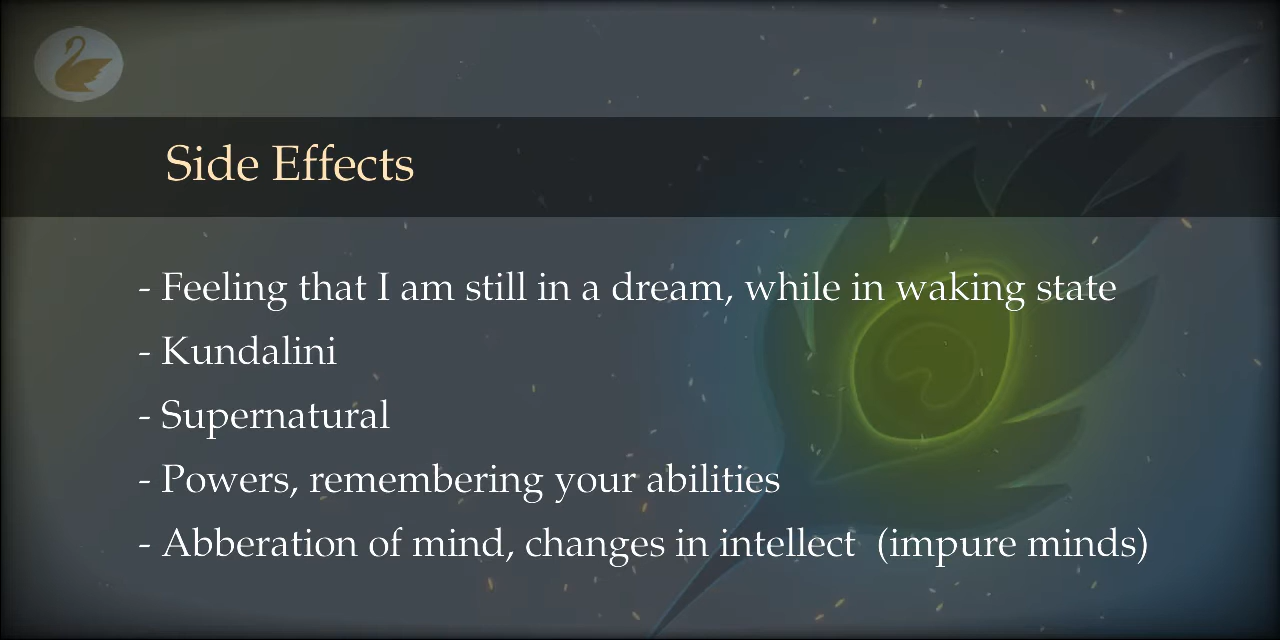 Side Effects
- Feeling that I am still in a dream, while in waking state
- Kundalini
- Supernatural
- Powers, remembering your abilities
- Abberation of mind, changes in intellect  (impure minds)